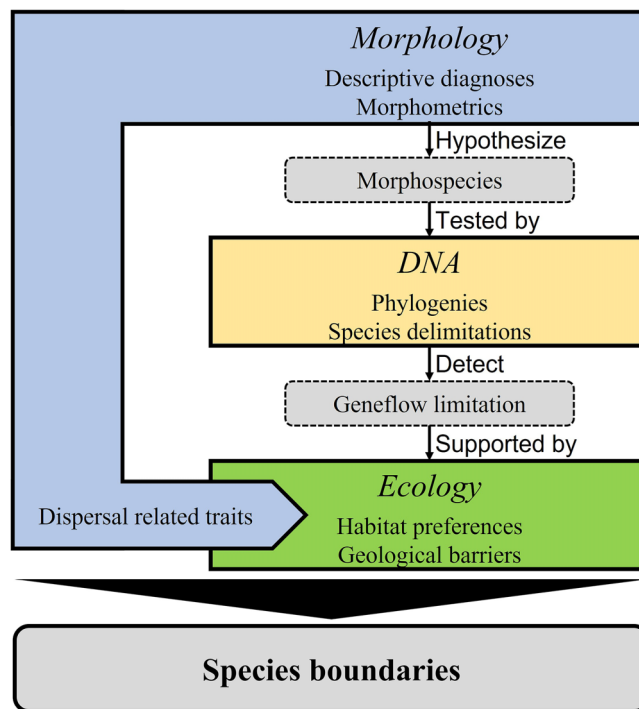 Morphology
Descriptive diagnoses
Morphometrics
Hypothesize
Morphospecies
Tested by
DNA
Phylogenies
Species delimitations
Detect
Geneflow limitation
Supported by
Ecology
Dispersal related traits
Habitat preferences
Geological barriers
Species boundaries